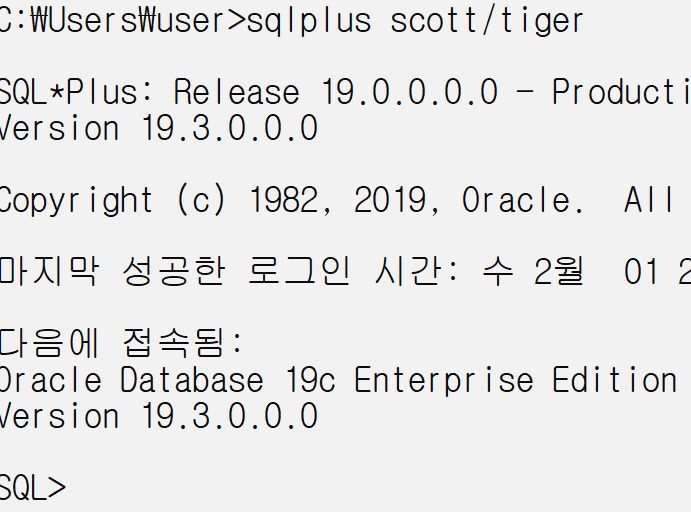 C:₩Users₩user>sqlplus scott/tiger
SQL*Plus: Release 19.0.0.0.0 - Producti
Version 19.3.0.0.0
Copyright (c) 1982, 2019, Oracle.  All
마지막 성공한 로그인 시간: 수 2월  01 2
다음에 접속됨:
Oracle Database 19c Enterprise Edition
Version 19.3.0.0.0
SQL>